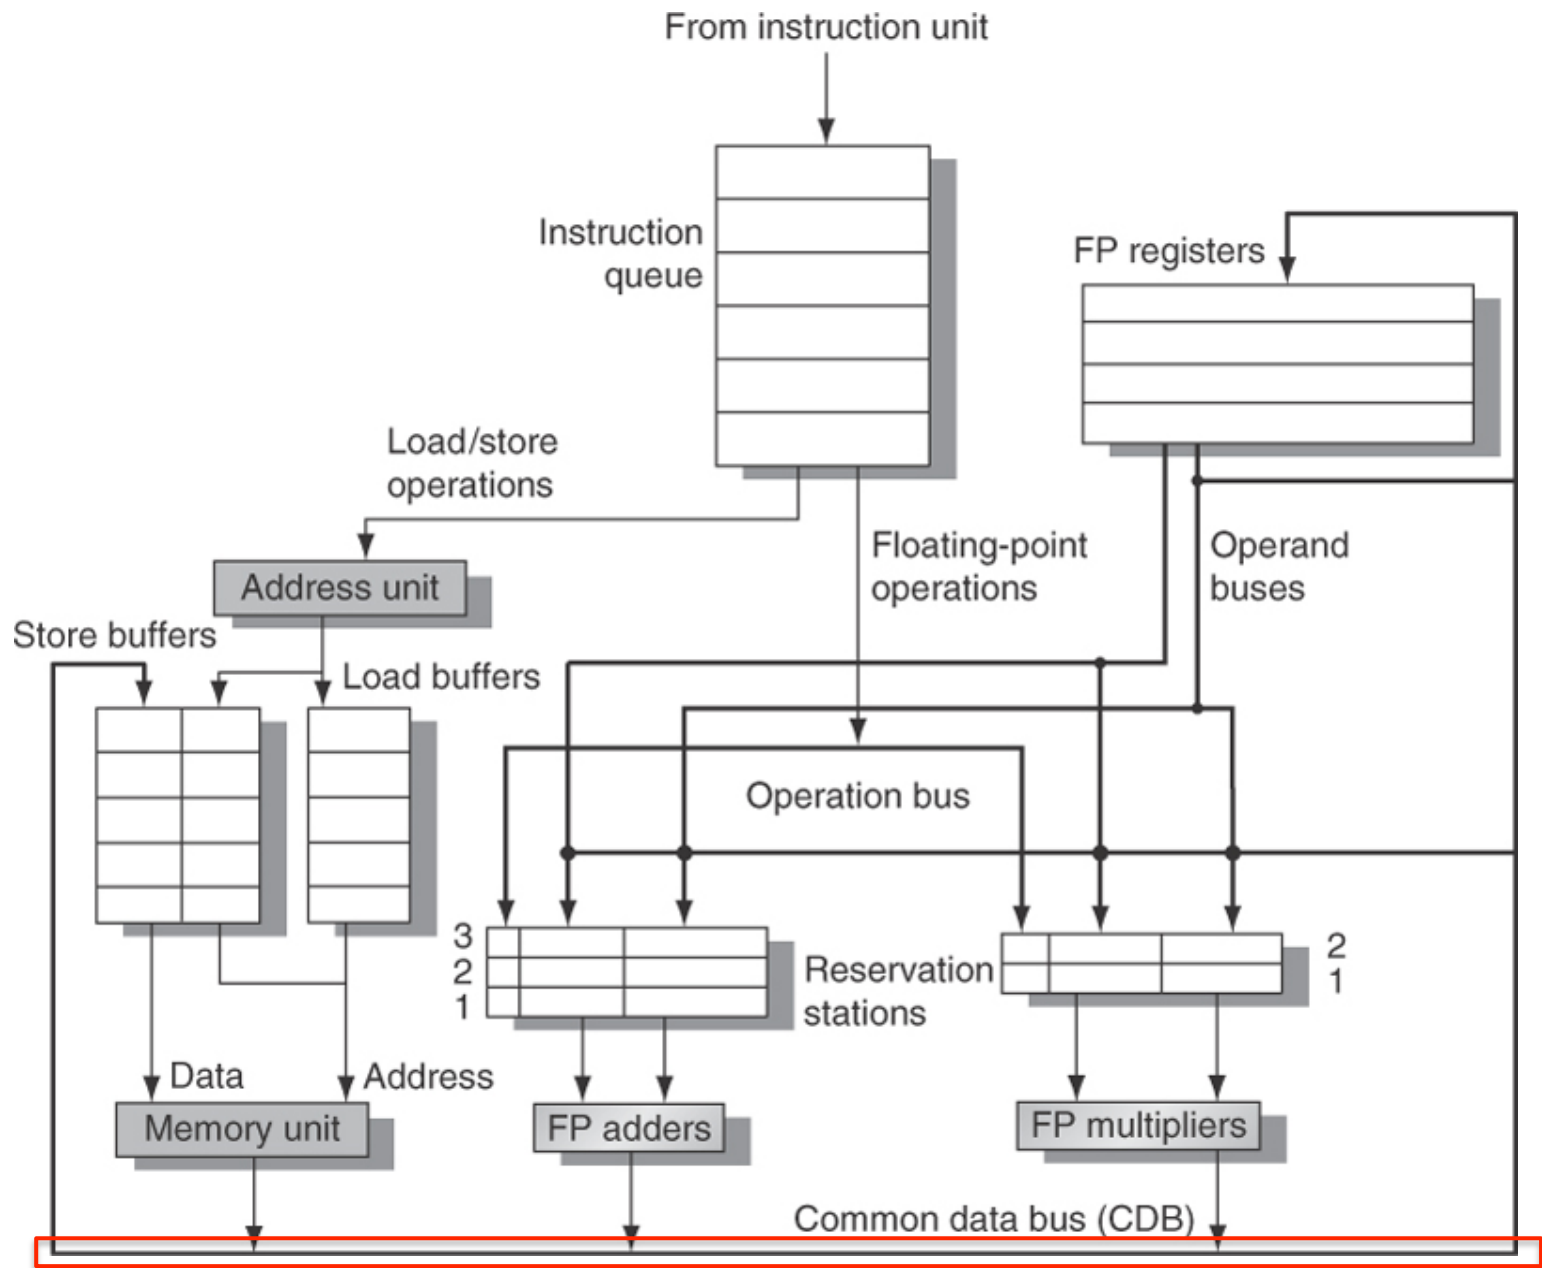 From instruction unit
Instruction
queue
FP registers
Load/store
operations
Floating-point
operations
Operand
buses
Address unit
Store buffers
Load buffers
Operation bus
3
2
1
Reservation
stations
2
1
Data
Address
Memory unit
FP adders
FP multipliers
Common data bus (CDB)